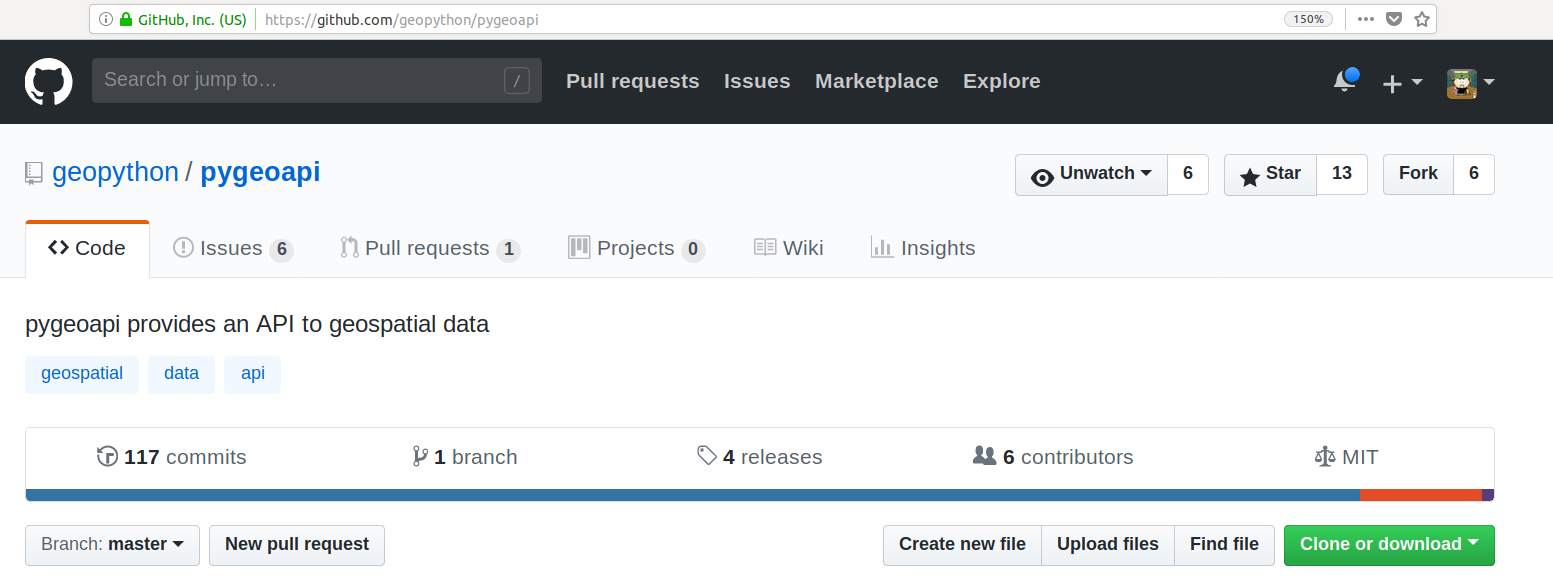 GitHub, Inc. (US) https://github.com/geopython/pygeoapi 150%
Search or jump to… / Pull requests Issues Marketplace Explore
geopython / pygeoapi Unwatch 6 Star 13 Fork 6
Code Issues 6 Pull requests 1 Projects 0 Wiki Insights
pygeoapi provides an API to geospatial data
geospatial data api
117 commits 1 branch 4 releases 6 contributors MIT
Branch: master New pull request Create new file Upload files Find file Clone or download